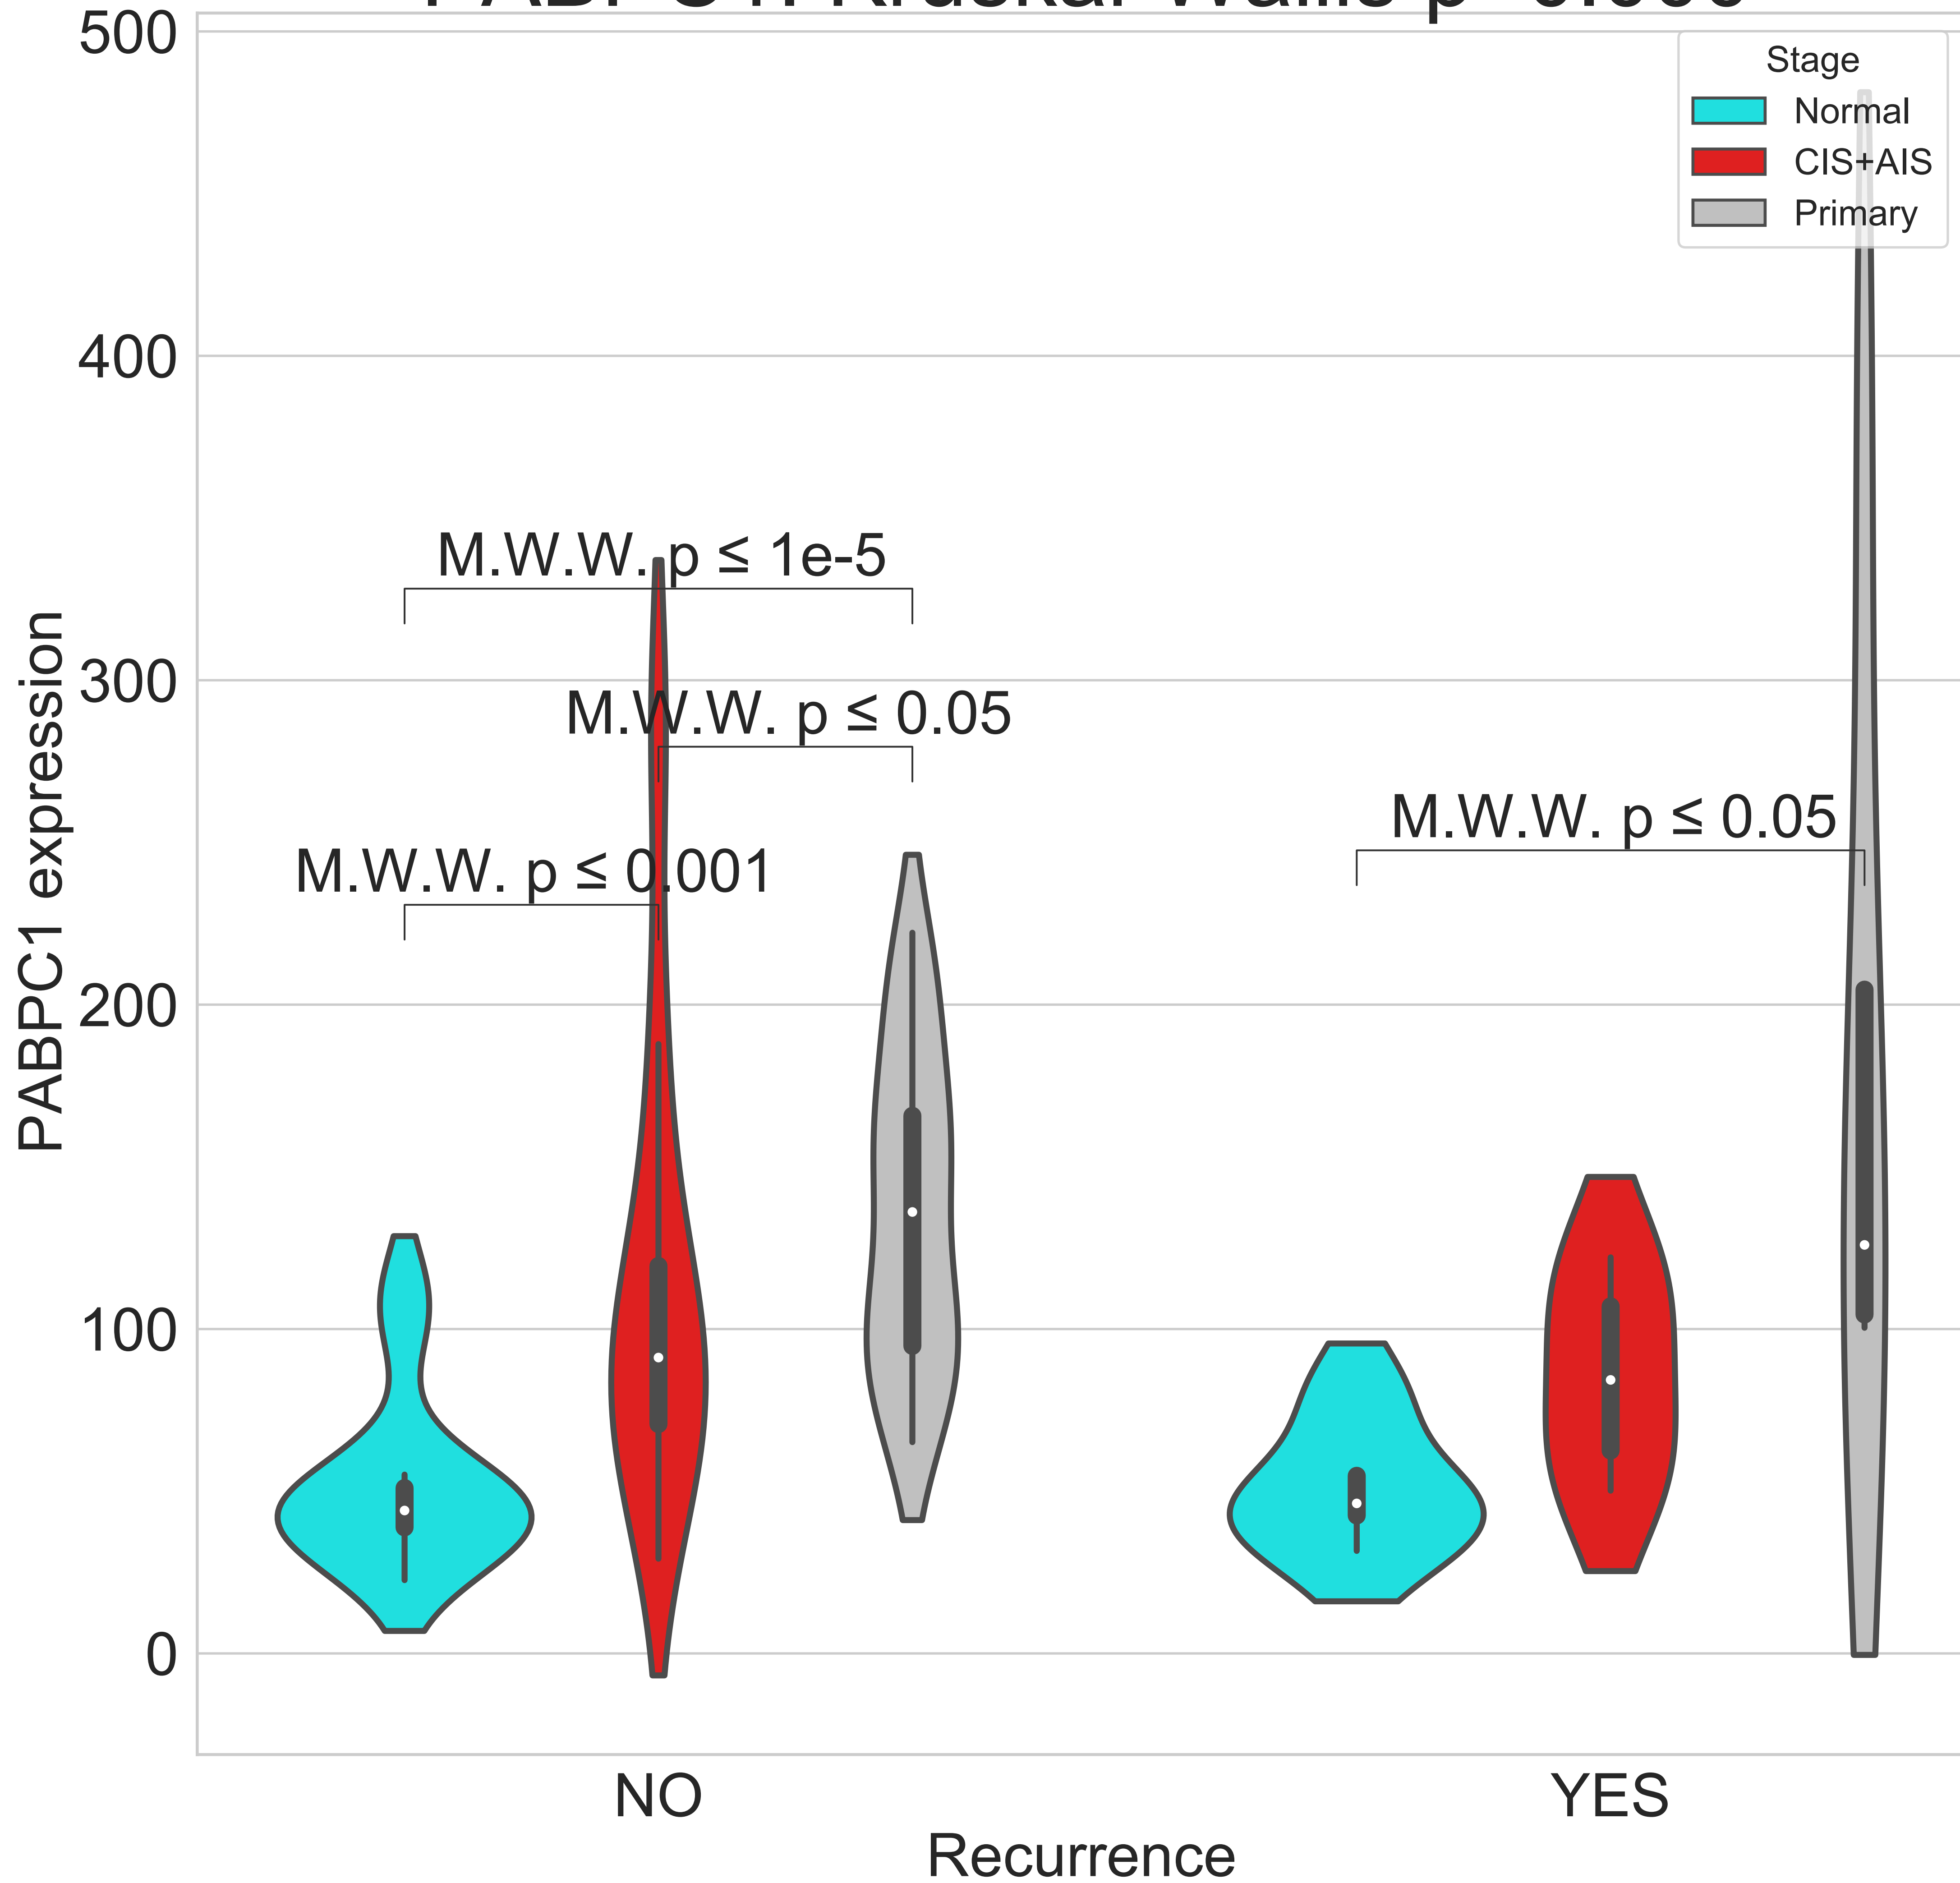 500
400
300
200
100
0
PABPC1 expression
Stage
Normal
CIS+AIS
Primary
M.W.W. p ≤ 1e-5
M.W.W. p ≤ 0.05
M.W.W. p ≤ 0.001
M.W.W. p ≤ 0.05
NO
YES
Recurrence